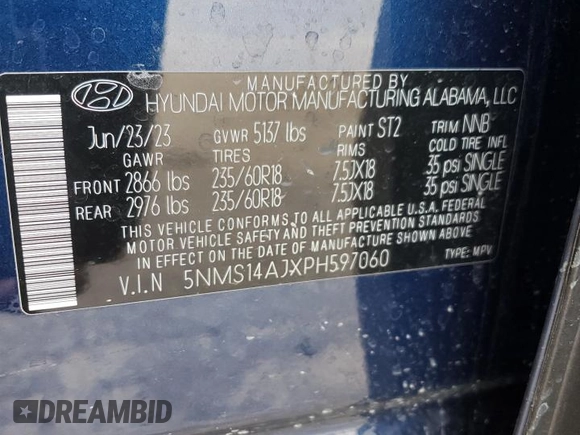 MANUFACTURED BY
HYUNDAI MOTOR MANUFACTURING ALABAMA, LLC
Jun/23/23 GVWR 5137 lbs PAINT ST2 TRIM NNB
GAWR TIRES RIMS COLD TIRE INFL
FRONT 2866 lbs 235/60R18 7.5JX18 35 psi SINGLE
REAR 2976 lbs 235/60R18 7.5JX18 35 psi SINGLE
THIS VEHICLE CONFORMS TO ALL APPLICABLE U.S.A. FEDERAL
MOTOR VEHICLE SAFETY AND THEFT PREVENTION STANDARDS
IN EFFECT ON THE DATE OF MANUFACTURE SHOWN ABOVE.
V.I.N 5NMS14AJXPH597060 TYPE: MPV
DREAMBID